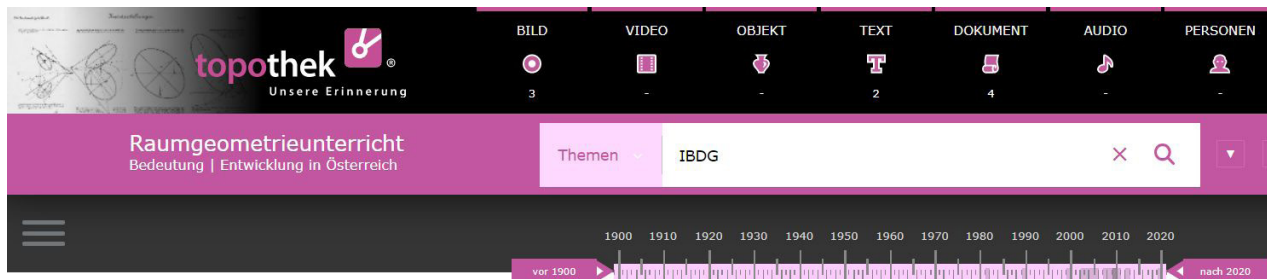 BILD VIDEO OBJEKT TEXT DOKUMENT AUDIO PERSONEN
topothek ®
Unsere Erinnerung
3 - - 2 4 - -
Raumgeometrieunterricht
Bedeutung | Entwicklung in Österreich
Themen IBDG
1900 1910 1920 1930 1940 1950 1960 1970 1980 1990 2000 2010 2020
vor 1900 nach 2020